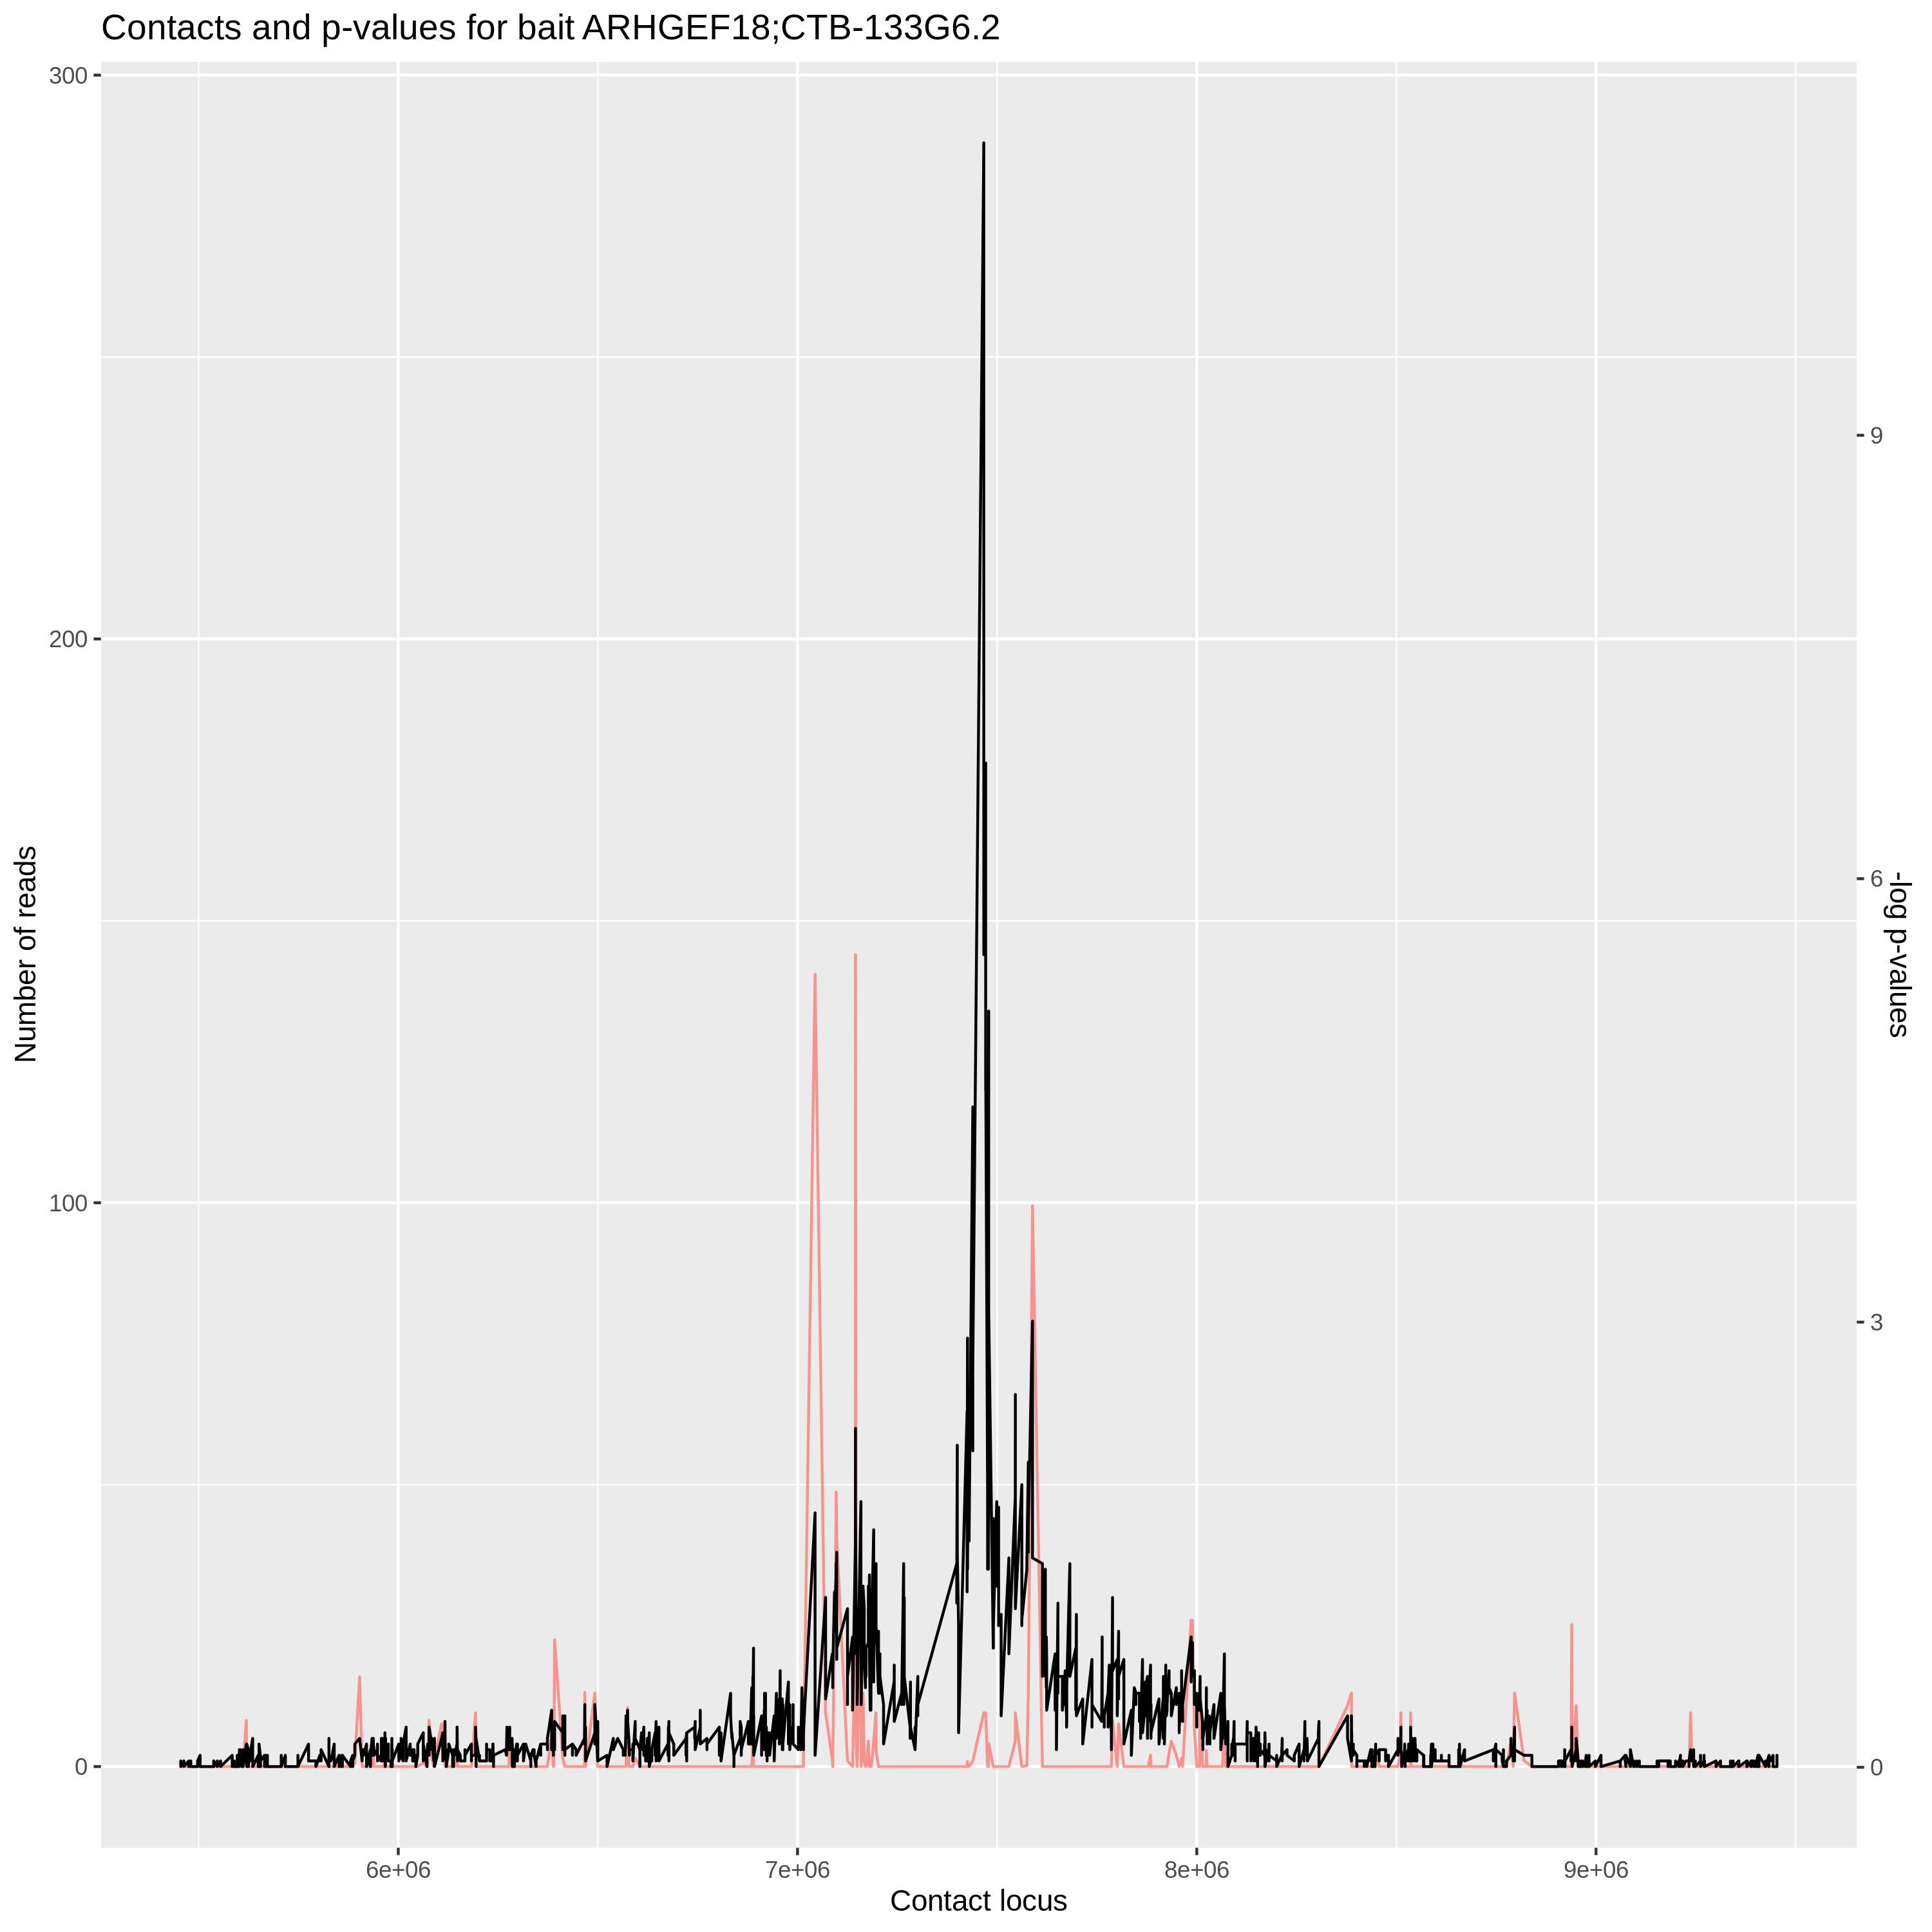 Contacts and p-values for bait ARHGEF18;CTB-133G6.2
300
200
100
0
Number of reads
9
6
3
0
-log p-values
6e+06
7e+06
8e+06
9e+06
Contact locus